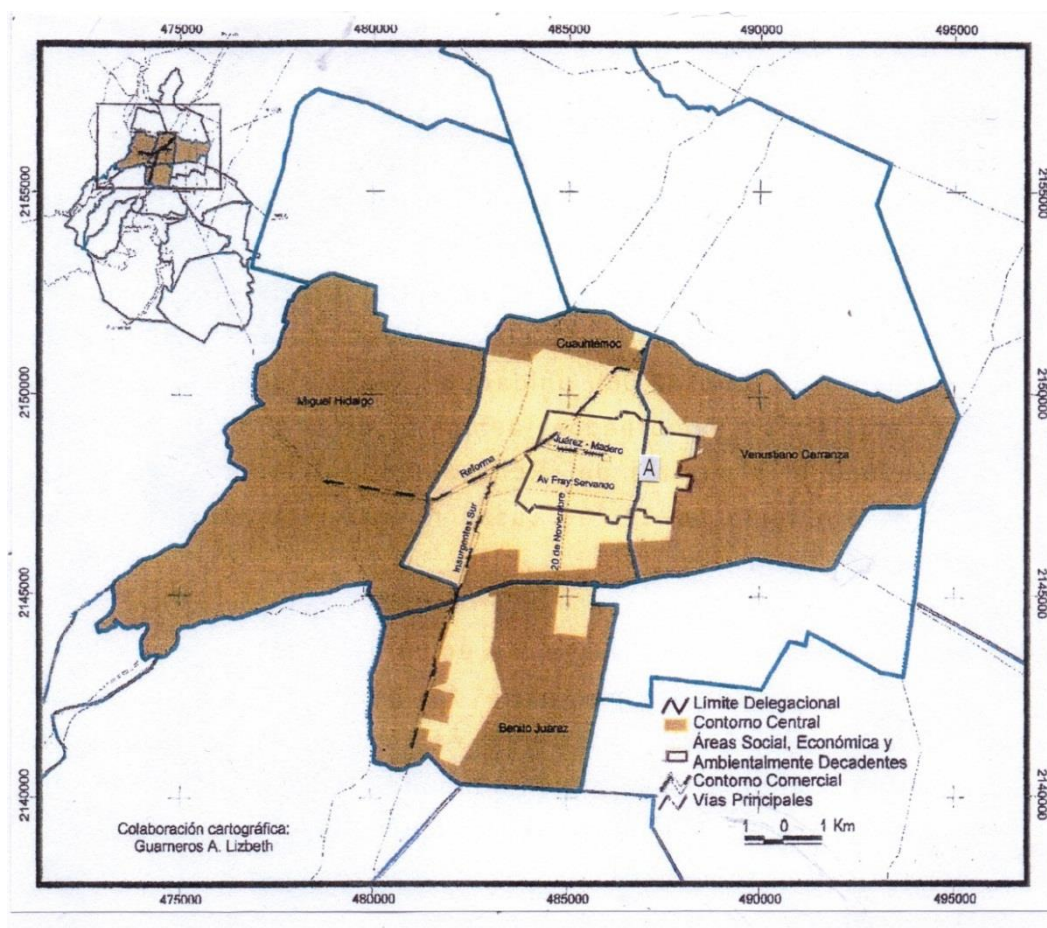 475000 480000 485000 490000 495000
2155000 2155000
Cuauhtémoc
2150000 2150000
Miguel Hidalgo
Juárez - Madero
Venustiano Carranza
Reforma
A
Av Fray Servando
Insurgentes Sur
20 de Noviembre
2145000 2145000
Benito Juárez
Límite Delegacional
Contorno Central
Áreas Social, Económica y
Ambientalmente Decadentes
Contorno Comercial
Vías Principales
2140000 2140000
1 0 1 Km
Colaboración cartográfica:
Guarneros A. Lizbeth
475000 480000 485000 490000 495000